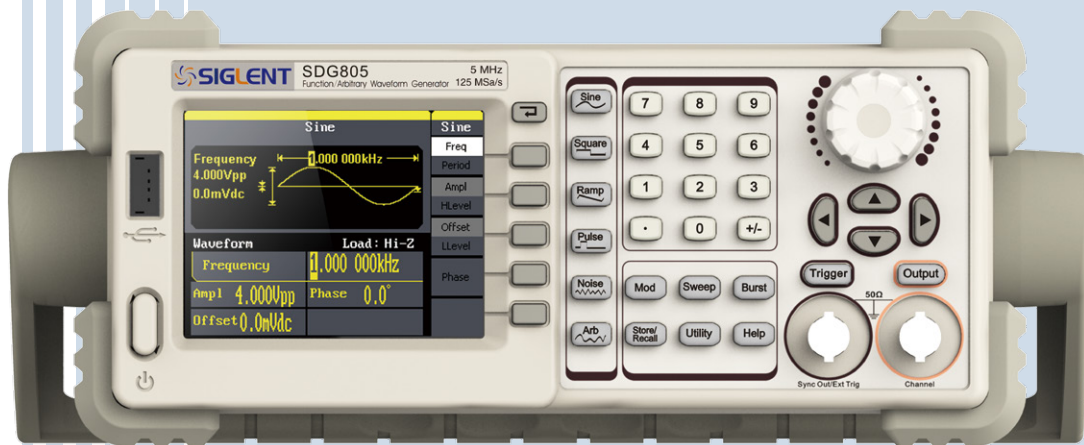 SIGLENT SDG805 5 MHz
Function/Arbitrary Waveform Generator 125 MSa/s
Sine Sine
Freq
Period
Ampl
HLevel
Offset
LLevel
Phase
Frequency 1.000 000kHz
4.000Vpp
0.0mVdc
Waveform Load: Hi-Z
Frequency 1.000 000kHz
Ampl 4.000Vpp Phase 0.0°
Offset 0.0mVdc
Sine
Square
Ramp
Pulse
Noise
Arb
7 8 9
4 5 6
1 2 3
· 0 +/-
Mod Sweep Burst
Store/
Recall Utility Help
Trigger Output
50Ω
Sync Out/Ext Trig Channel